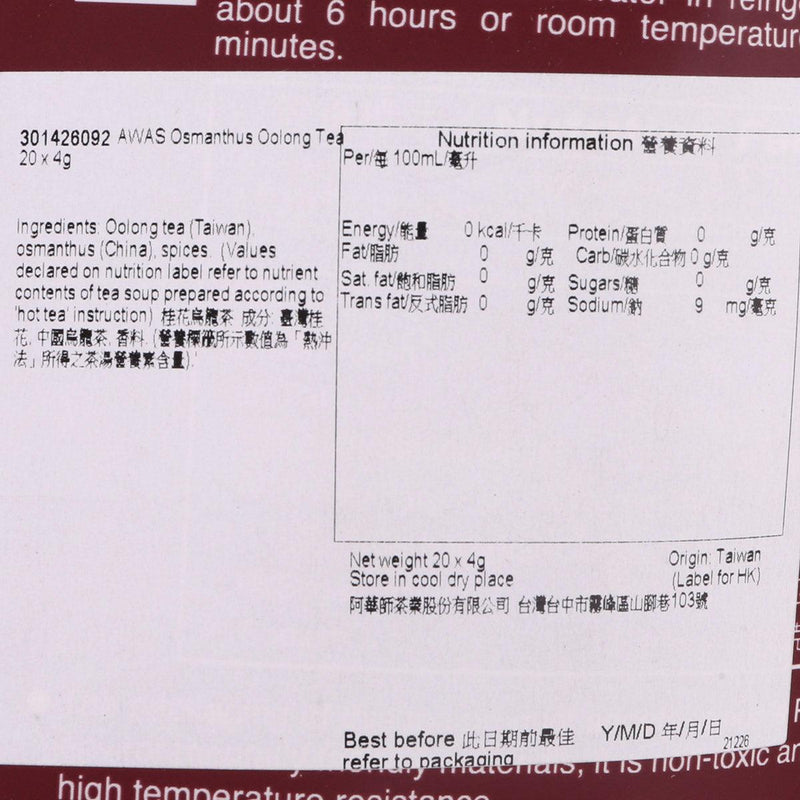 about 6 hours or room temperature
minutes.
301426092 AWAS Osmanthus Oolong Tea
20 x 4g
Ingredients: Oolong tea (Taiwan),
osmanthus (China), spices. (Values
declared on nutrition label refer to nutrient
contents of tea soup prepared according to
'hot tea' instruction) 桂花烏龍茶 成分: 臺灣桂
花, 中國烏龍茶, 香料. (營養標籤所示數值為「熱沖
法」所得之茶湯營養素含量).
Nutrition information 營養資料
Per/每 100mL/毫升
Energy/能量 0 kcal/千卡 Protein/蛋白質 0 g/克
Fat/脂肪 0 g/克 Carb/碳水化合物 0 g/克
Sat. fat/飽和脂肪 0 g/克 Sugars/糖 0 g/克
Trans fat/反式脂肪 0 g/克 Sodium/鈉 9 mg/毫克
Net weight 20 x 4g Origin: Taiwan
Store in cool dry place (Label for HK)
阿華師茶業股份有限公司 台灣台中市霧峰區山腳巷103號
Best before 此日期前最佳 Y/M/D 年/月/日
refer to packaging 21226
materials, it is non-toxic
high temperature resistance